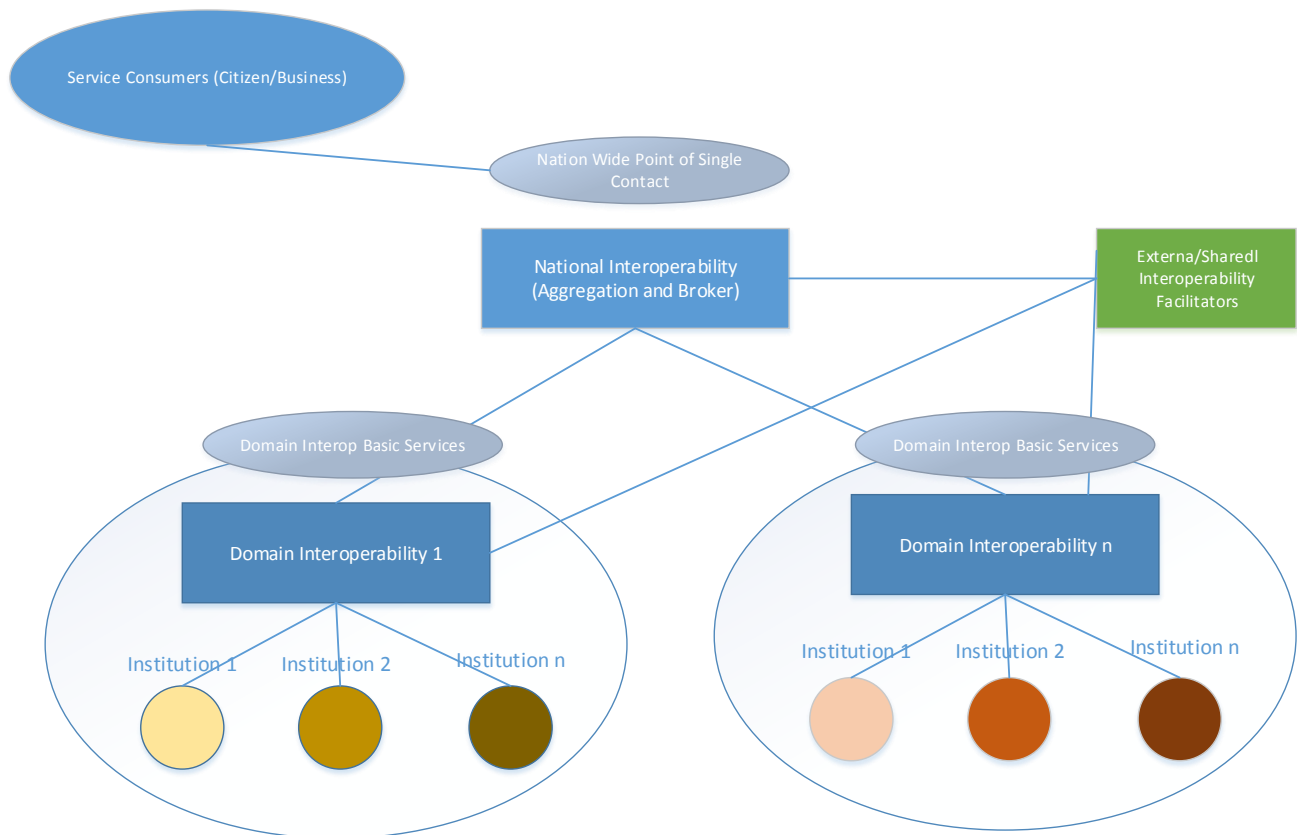 Service Consumers (Citizen/Business)
Nation Wide Point of Single
Contact
National Interoperability
(Aggregation and Broker)
Externa/Sharedl
Interoperability
Facilitators
Domain Interop Basic Services
Domain Interop Basic Services
Domain Interoperability 1
Domain Interoperability n
Institution 1
Institution 2
Institution n
Institution 1
Institution 2
Institution n